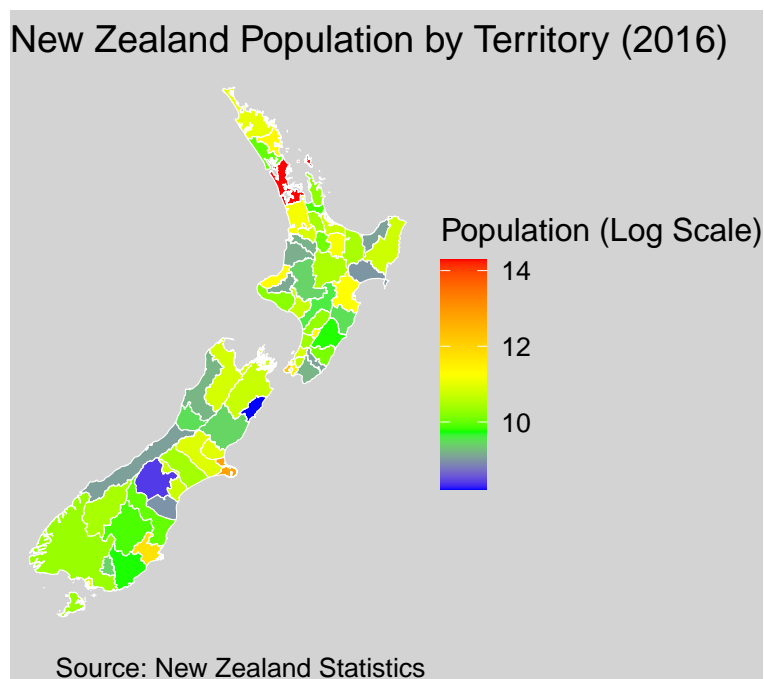 New Zealand Population by Territory (2016)
Population (Log Scale)
14
12
10
Source: New Zealand Statistics